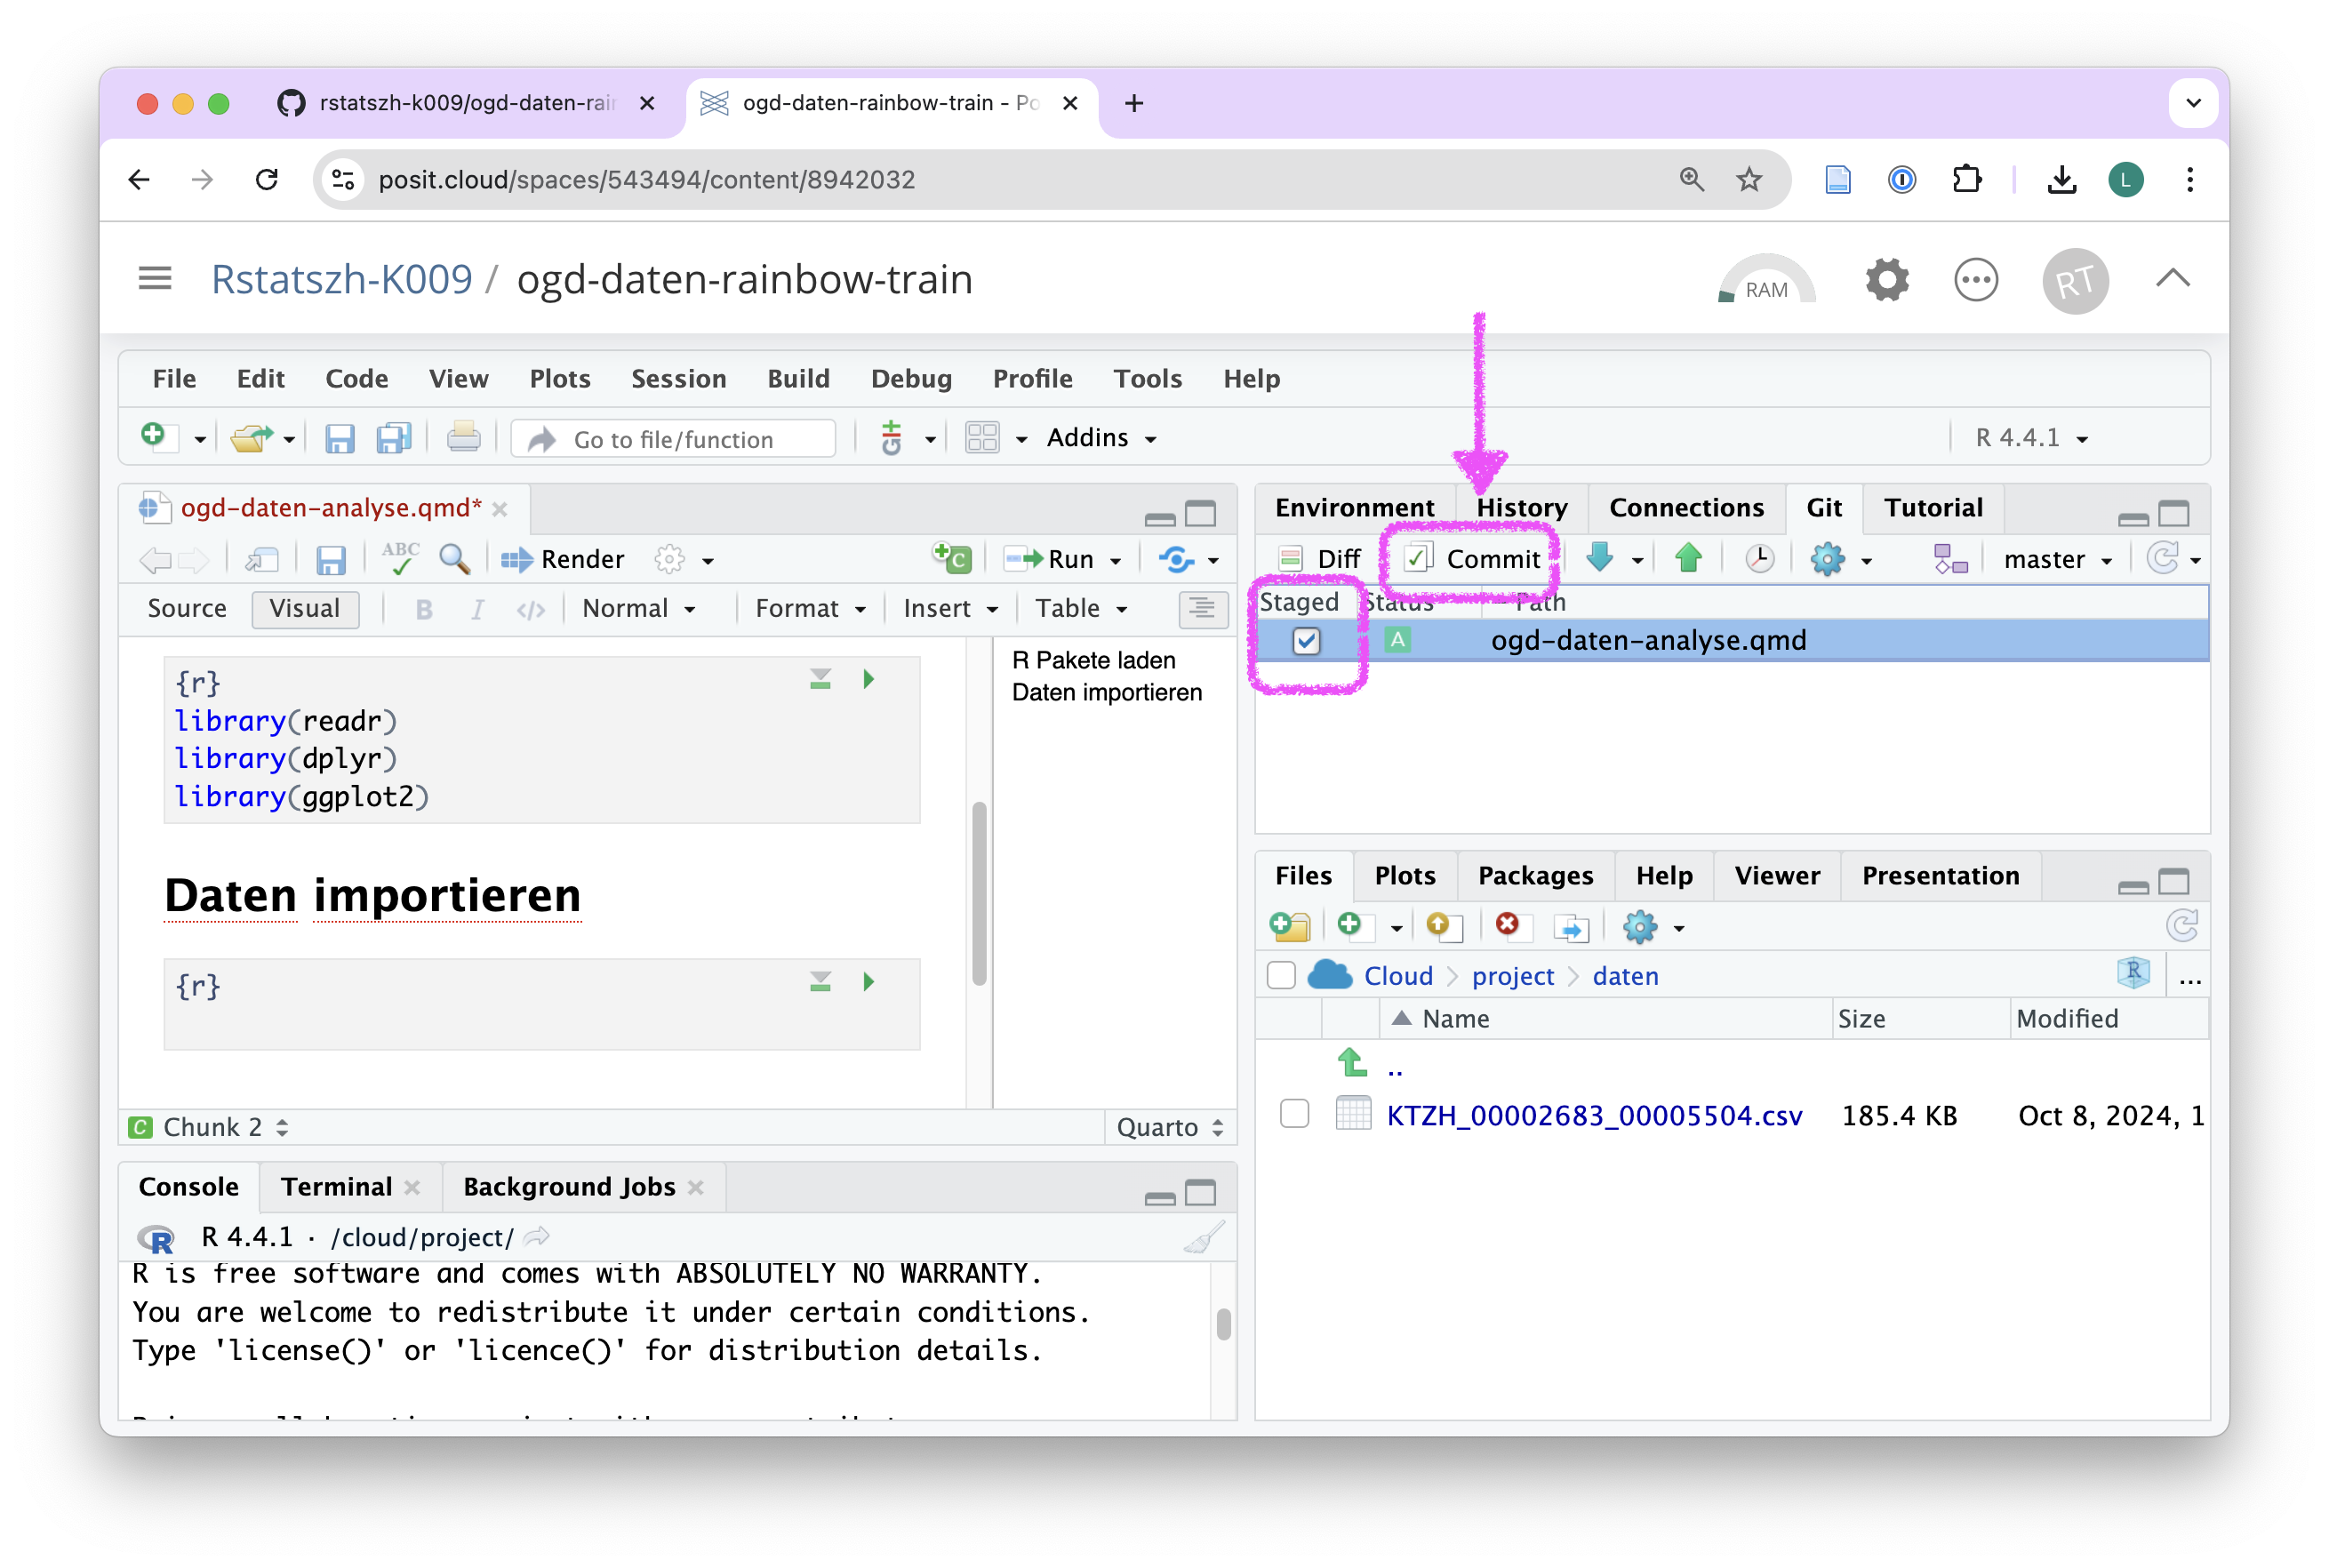 rstatszh-k009/ogd-daten-rai
ogd-daten-rainbow-train - Po
posit.cloud/spaces/543494/content/8942032
L
Rstatszh-K009 / ogd-daten-rainbow-train
RAM
RT
File Edit Code View Plots Session Build Debug Profile Tools Help
Go to file/function
Git
Addins
R 4.4.1
ogd-daten-analyse.qmd*
ABC
Render
C
Run
Source Visual B I </> Normal Format Insert Table
{r}
library(readr)
library(dplyr)
library(ggplot2)
Daten importieren
{r}
R Pakete laden
Daten importieren
C Chunk 2
Quarto
Console Terminal Background Jobs
R R 4.4.1 · /cloud/project/
R is free software and comes with ABSOLUTELY NO WARRANTY.
You are welcome to redistribute it under certain conditions.
Type 'license()' or 'licence()' for distribution details.
Environment History Connections Git Tutorial
Diff Commit master
Staged Status Path
A ogd-daten-analyse.qmd
Files Plots Packages Help Viewer Presentation
Cloud project daten
R ...
Name Size Modified
..
KTZH_00002683_00005504.csv 185.4 KB Oct 8, 2024, 1